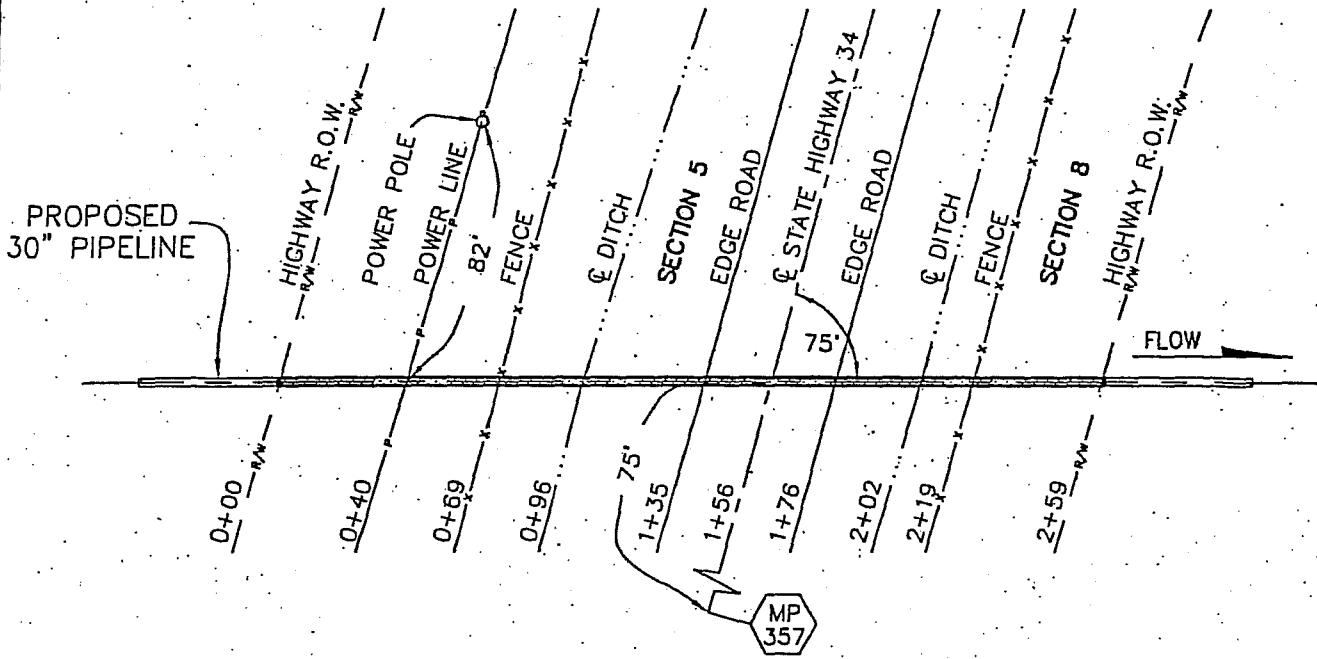 PROPOSED
30" PIPELINE
HIGHWAY R.O.W.
R/W
R/W
POWER POLE
POWER LINE
P
P
P
P
82'
FENCE
X
X
X
X
X
X
X
℄ DITCH
SECTION 5
EDGE ROAD
℄ STATE HIGHWAY 34
EDGE ROAD
75'
℄ DITCH
FENCE
X
X
X
X
X
X
SECTION 8
HIGHWAY R.O.W.
R/W
R/W
FLOW
75'
0+00
R/W
0+40
0+69
0+96
1+35
1+56
1+76
2+02
2+19
2+59
R/W
MP
357